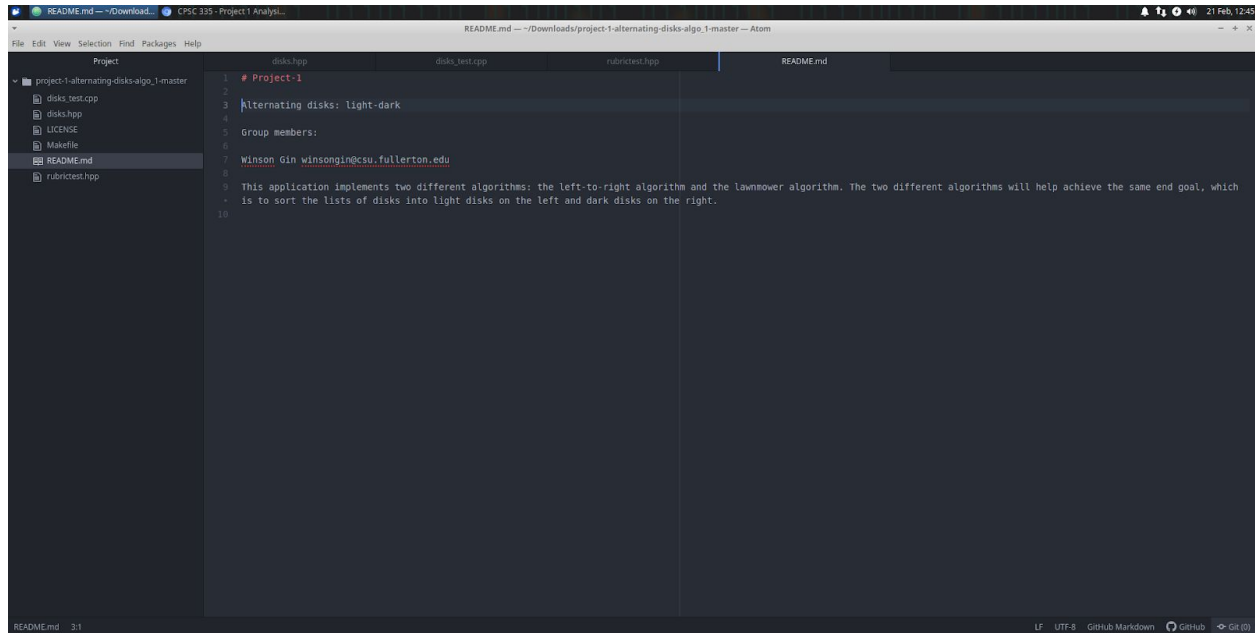 README.md — ~/Download... CPSC 335 - Project 1 Analysi... 21 Feb, 12:45
README.md — ~/Downloads/project-1-alternating-disks-algo_1-master — Atom
File Edit View Selection Find Packages Help
Project disks.hpp disks_test.cpp rubrictest.hpp README.md
project-1-alternating-disks-algo_1-master
disks_test.cpp
disks.hpp
LICENSE
Makefile
README.md
rubrictest.hpp
1 # Project-1
2
3 Alternating disks: light-dark
4
5 Group members:
6
7 Winson Gin winsongin@csu.fullerton.edu
8
9 This application implements two different algorithms: the left-to-right algorithm and the lawnmower algorithm. The two different algorithms will help achieve the same end goal, which
is to sort the lists of disks into light disks on the left and dark disks on the right.
10
README.md 3:1 LF UTF-8 GitHub Markdown GitHub Git (0)